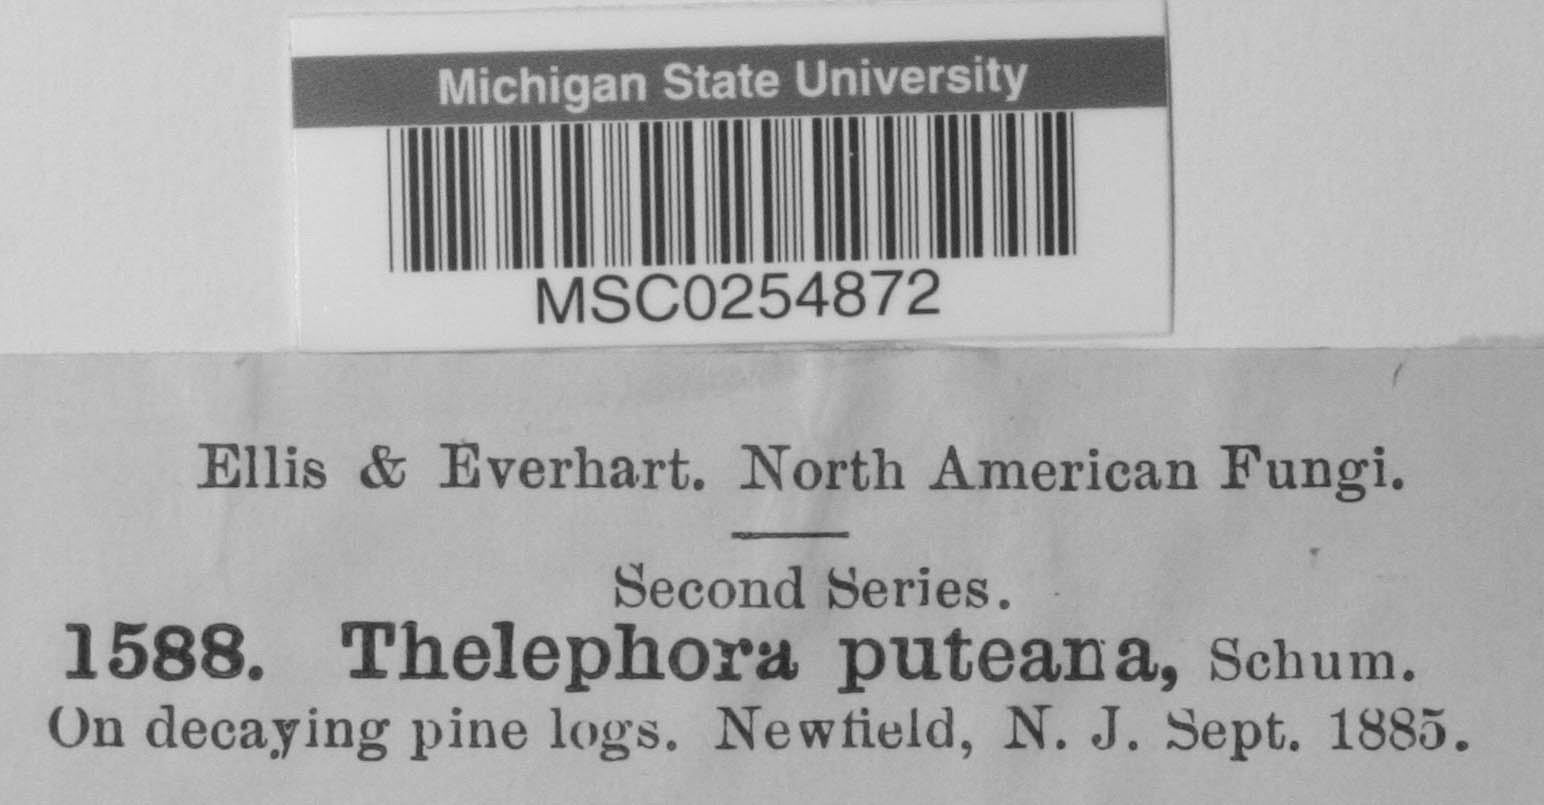 Michigan State University
MSC0254872
Ellis & Everhart. North American Fungi.
Second Series.
1588. Thelephora puteana, Schum.
On decaying pine logs. Newfield, N. J. Sept. 1885.